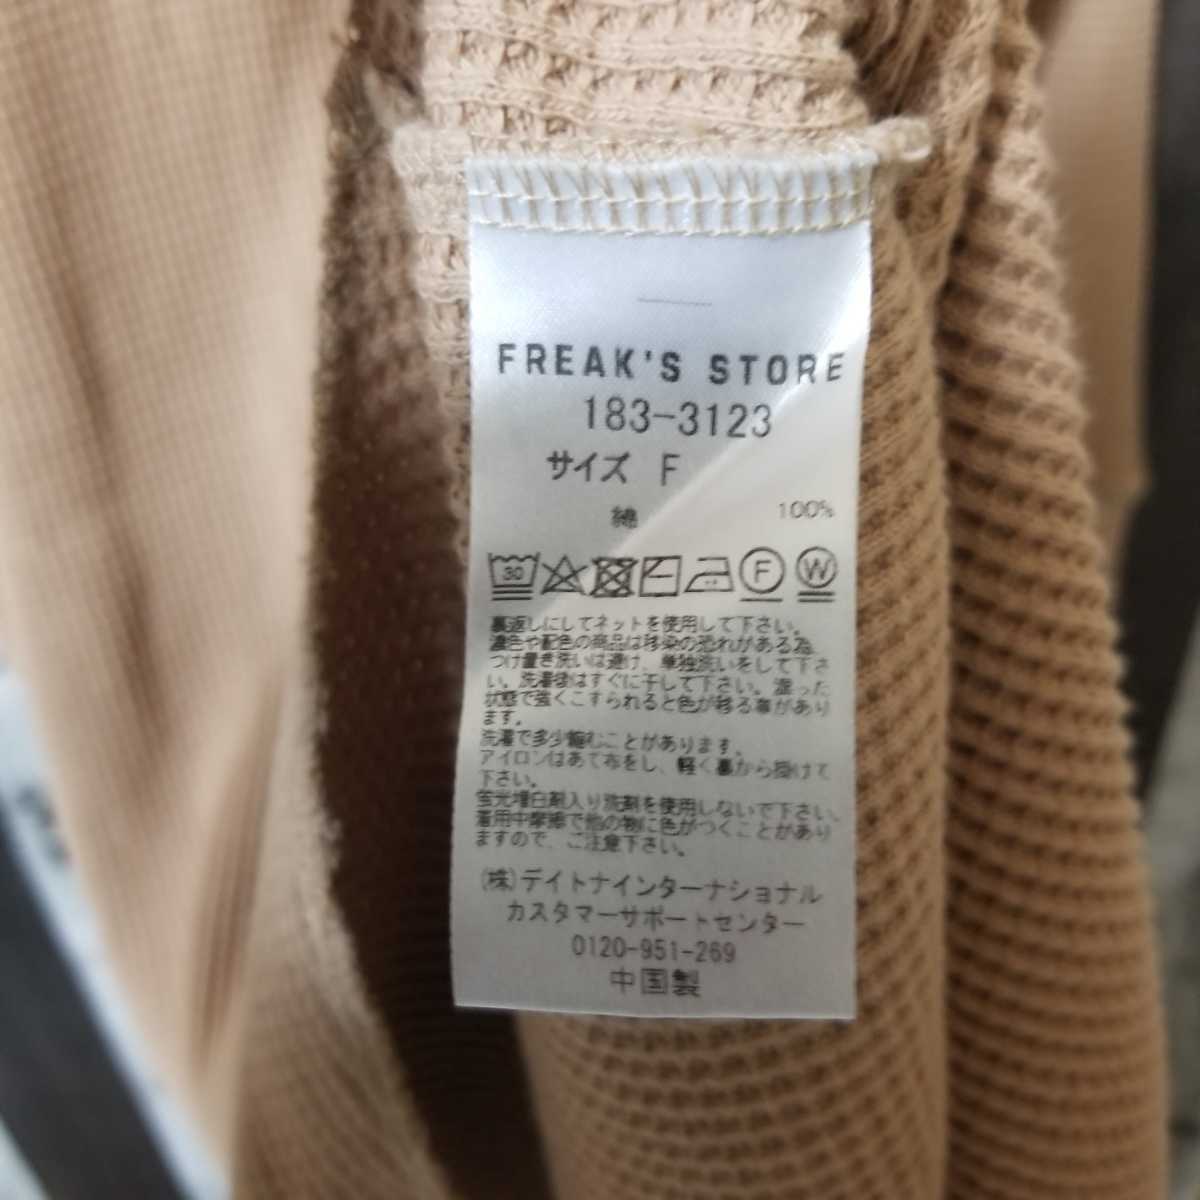 FREAK'S STORE
183-3123
サイズ F
綿 100%
30 F W
裏返しにしてネットを使用して下さい。
濃色や配色の商品は移染の恐れがある為、
つけ置き洗いは避け、単独洗いをして下さ
い。洗濯後はすぐに干して下さい。湿った
状態で強くこすられると色が移る事があり
ます。
洗濯で多少縮むことがあります。
アイロンはあて布をし、軽く裏から掛けて
下さい。
蛍光増白剤入り洗剤を使用しないで下さい、
着用中摩擦で他の物に色がつくことがあり
ますので、ご注意下さい。
(株)デイトナインターナショナル
カスタマーサポートセンター
0120-951-269
中国製